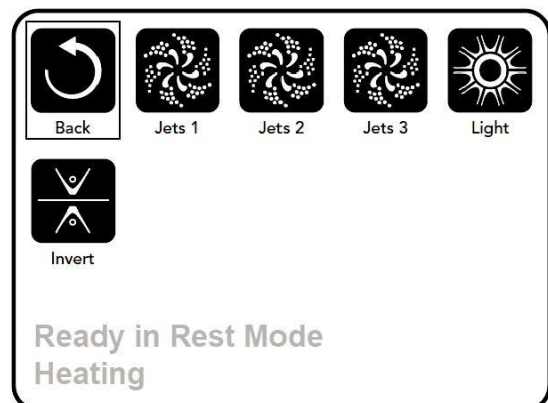 Back Jets 1 Jets 2 Jets 3 Light
Invert
Ready in Rest Mode
Heating